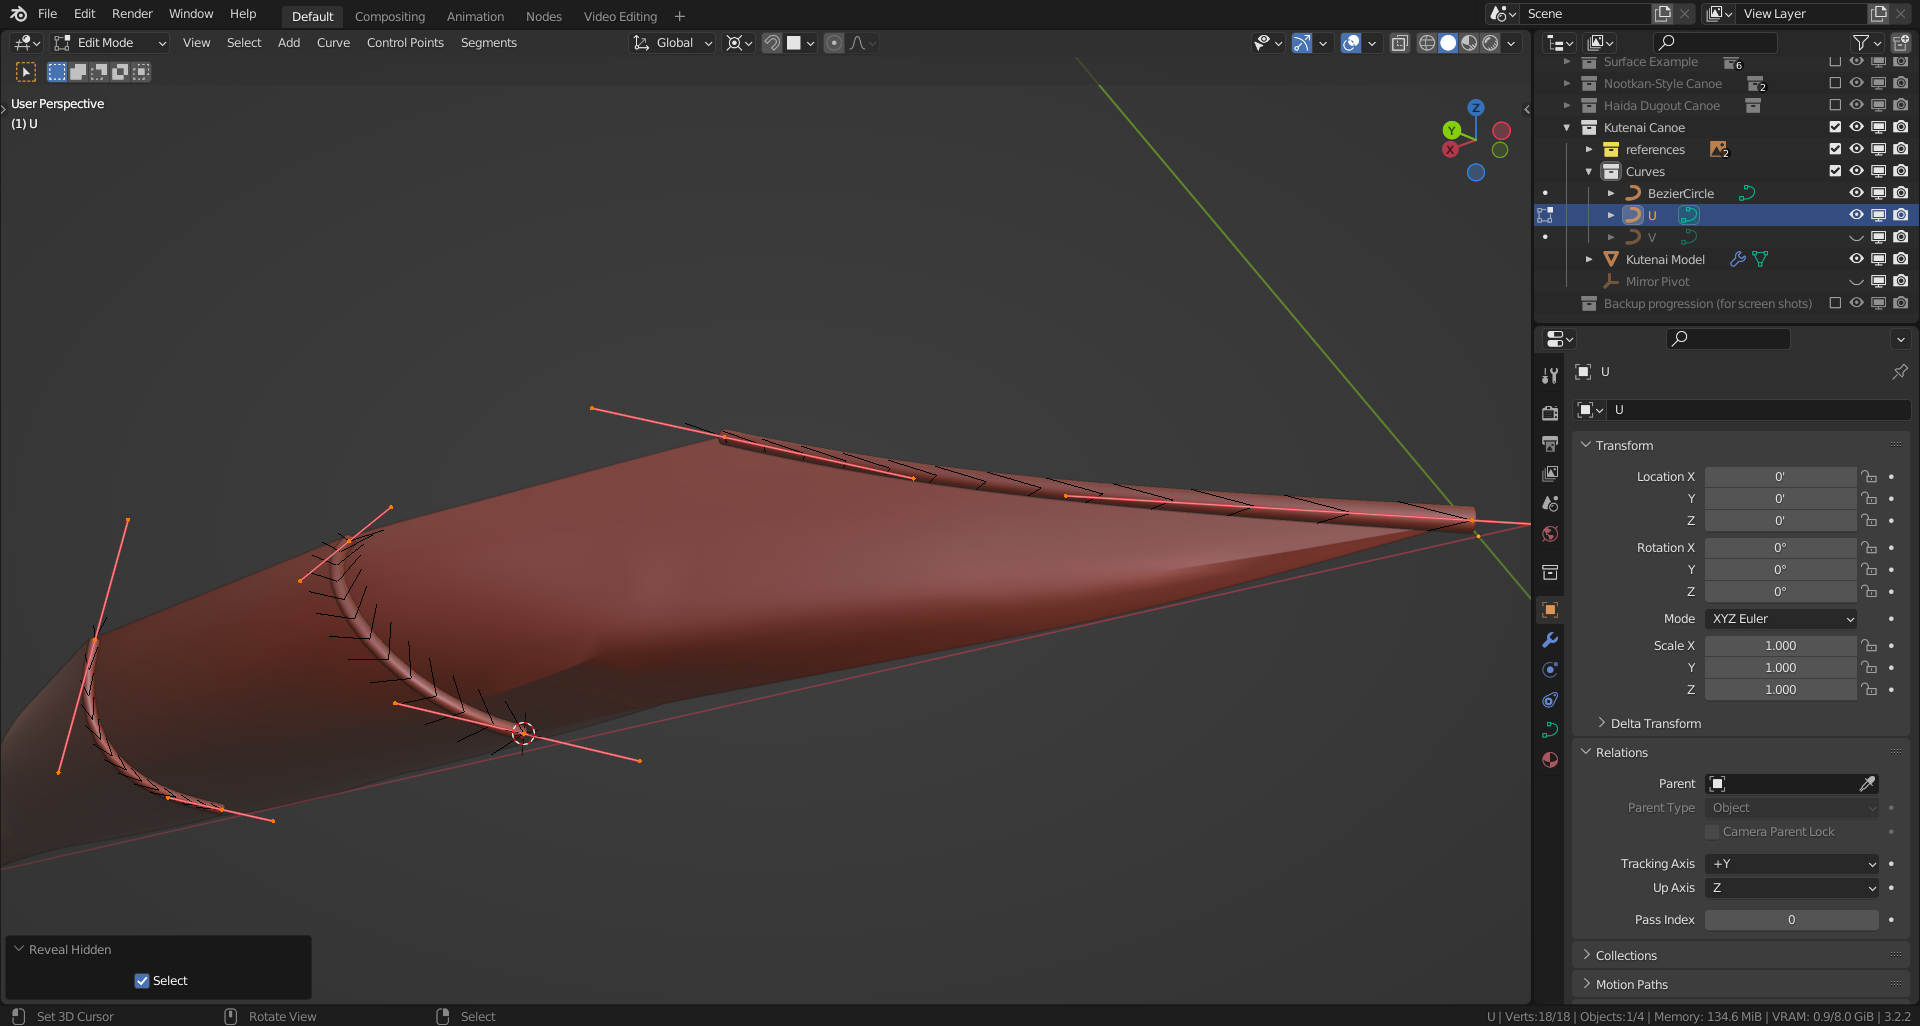 File Edit Render Window Help Default Compositing Animation Nodes Video Editing Scene View Layer
Edit Mode View Select Add Curve Control Points Segments Global
User Perspective
(1) U
Z
Y
X
Surface Example 6
Nootkan-Style Canoe 2
Haida Dugout Canoe
Kutenai Canoe
references 2
Curves
BezierCircle
U
V
Kutenai Model
Mirror Pivot
Backup progression (for screen shots)
U
U
Transform
Location X 0'
Y 0'
Z 0'
Rotation X 0°
Y 0°
Z 0°
Mode XYZ Euler
Scale X 1.000
Y 1.000
Z 1.000
Delta Transform
Relations
Parent
Parent Type Object
Camera Parent Lock
Tracking Axis +Y
Up Axis Z
Pass Index 0
Collections
Motion Paths
Reveal Hidden
Select
Set 3D Cursor Rotate View Select
U | Verts:18/18 | Objects:1/4 | Memory: 134.6 MiB | VRAM: 0.9/8.0 GiB | 3.2.2